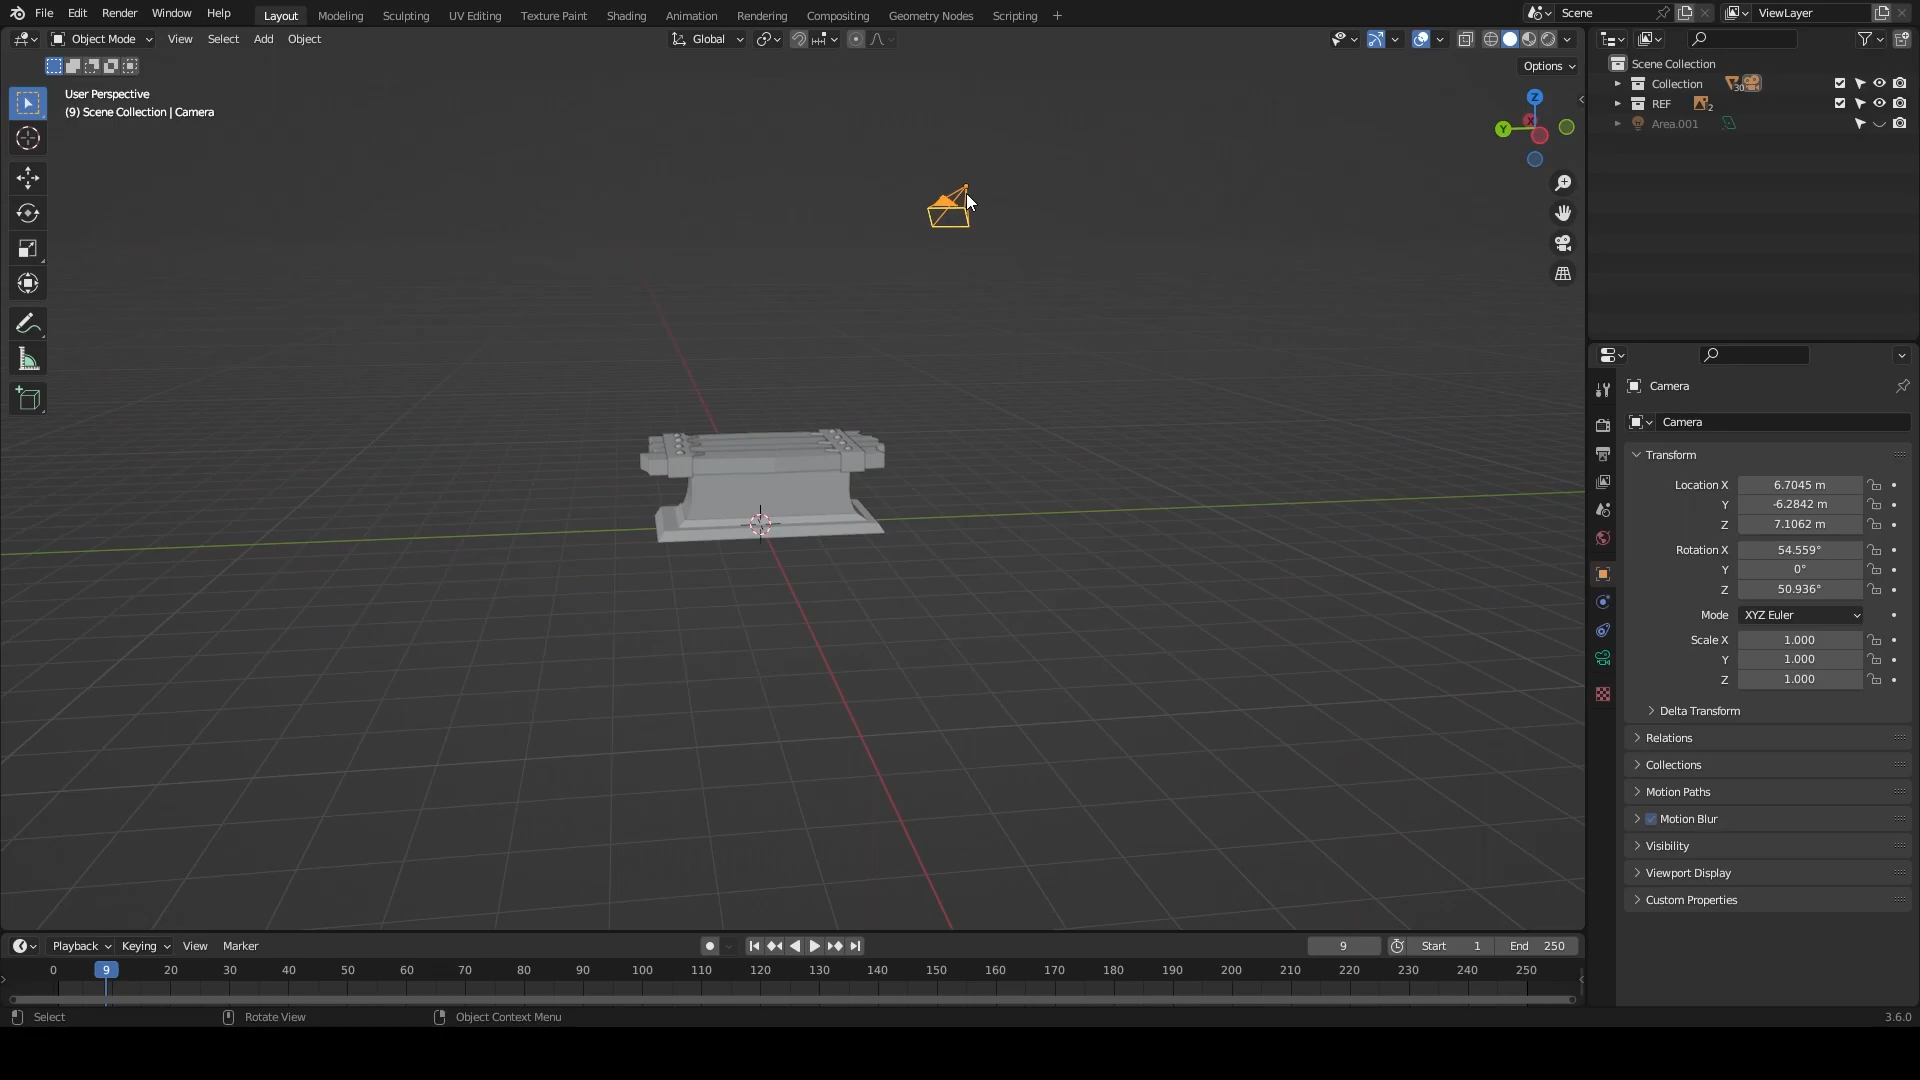 File Edit Render Window Help Layout Modeling Sculpting UV Editing Texture Paint Shading Animation Rendering Compositing Geometry Nodes Scripting + Scene ViewLayer
Object Mode View Select Add Object Global
Options
User Perspective
(9) Scene Collection | Camera
Z
Y
X
Scene Collection
Collection 30
REF 2
Area.001
Camera
Camera
Transform
Location X 6.7045 m
Y -6.2842 m
Z 7.1062 m
Rotation X 54.559°
Y 0°
Z 50.936°
Mode XYZ Euler
Scale X 1.000
Y 1.000
Z 1.000
Delta Transform
Relations
Collections
Motion Paths
Motion Blur
Visibility
Viewport Display
Custom Properties
Playback Keying View Marker 9 Start 1 End 250
0 9 20 30 40 50 60 70 80 90 100 110 120 130 140 150 160 170 180 190 200 210 220 230 240 250
Select Rotate View Object Context Menu 3.6.0